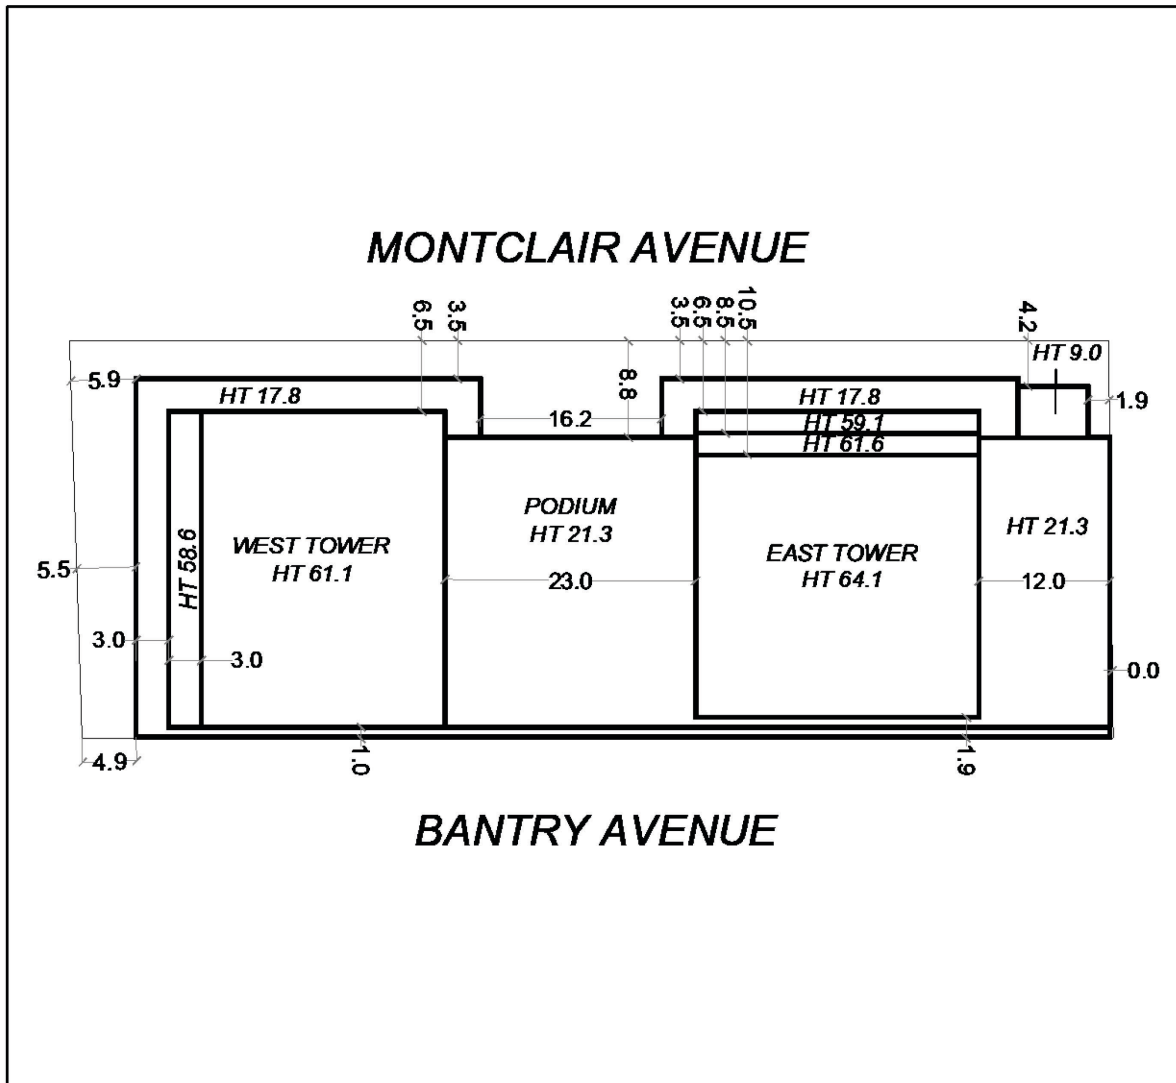 MONTCLAIR AVENUE
6.5
3.5
3.5
6.5
8.5
10.5
4.2
HT 9.0
5.9
8.8
1.9
HT 17.8
HT 17.8
16.2
HT 59.1
HT 61.6
PODIUM
HT 21.3
HT 21.3
HT 58.6
WEST TOWER
HT 61.1
EAST TOWER
HT 64.1
5.5
23.0
12.0
3.0
3.0
0.0
4.9
1.0
1.9
BANTRY AVENUE